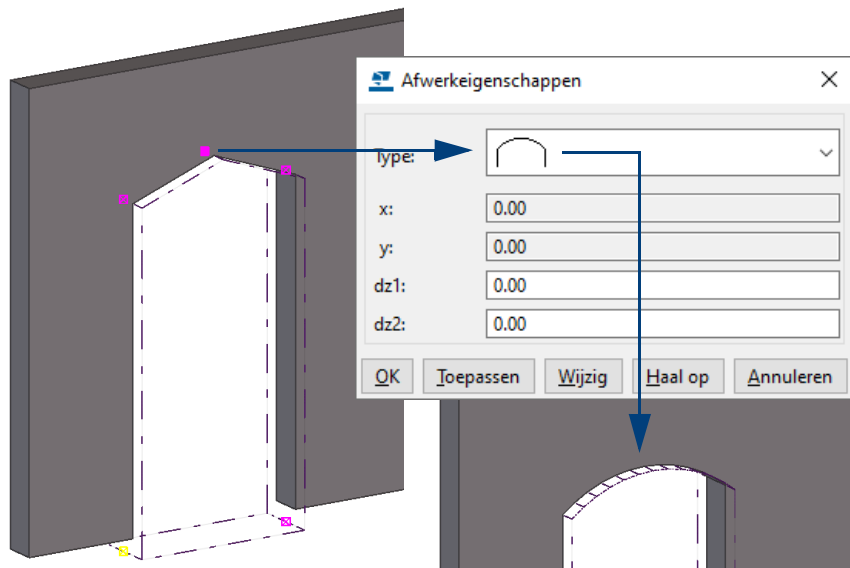 Afwerkeigenschappen
Type:
x: 0.00
y: 0.00
dz1: 0.00
dz2: 0.00
OK Toepassen Wijzig Haal op Annuleren